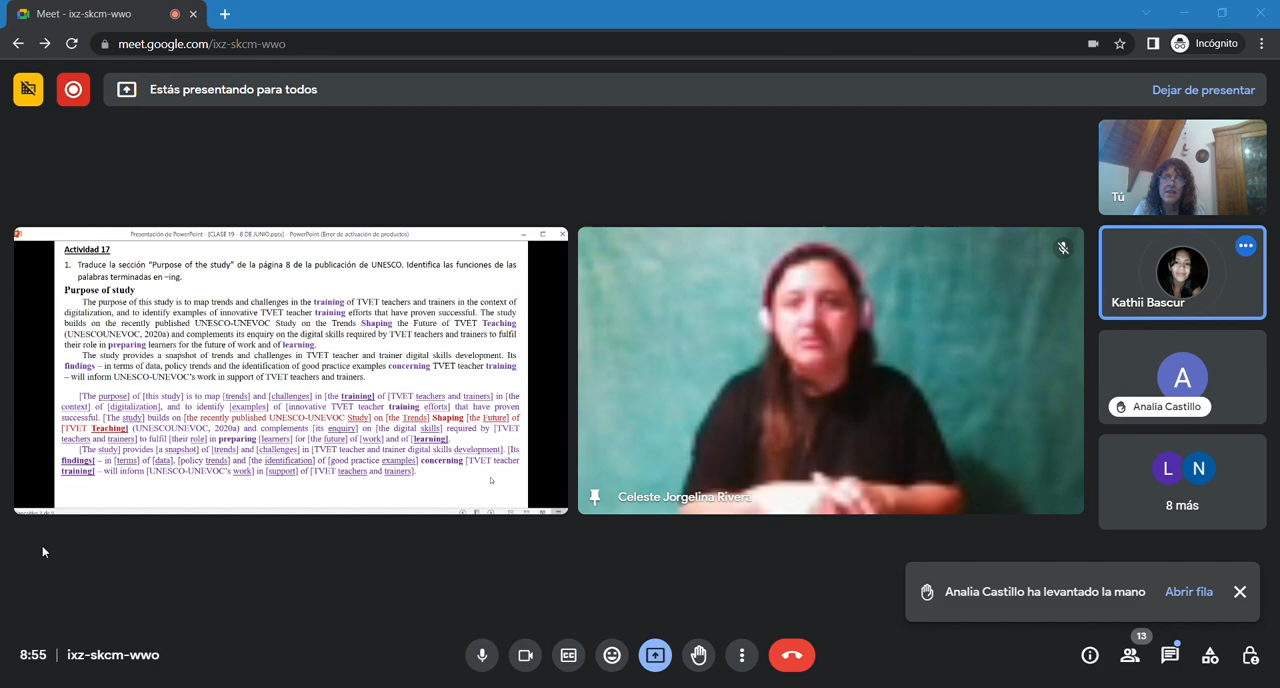 Meet - ixz-skcm-wwo
meet.google.com/ixz-skcm-wwo
Incógnito
Estás presentando para todos
Dejar de presentar
Tú
Presentación de PowerPoint - [CLASE 19 - 8 DE JUNIO.pptx] - PowerPoint (Error de activación de productos)
Actividad 17
1. Traduce la sección "Purpose of the study" de la página 8 de la publicación de UNESCO. Identifica las funciones de las
palabras terminadas en –ing.
Purpose of study
The purpose of this study is to map trends and challenges in the training of TVET teachers and trainers in the context of
digitalization, and to identify examples of innovative TVET teacher training efforts that have proven successful. The study
builds on the recently published UNESCO-UNEVOC Study on the Trends Shaping the Future of TVET Teaching
(UNESCOUNEVOC, 2020a) and complements its enquiry on the digital skills required by TVET teachers and trainers to fulfil
their role in preparing learners for the future of work and of learning.
The study provides a snapshot of trends and challenges in TVET teacher and trainer digital skills development. Its
findings – in terms of data, policy trends and the identification of good practice examples concerning TVET teacher training
– will inform UNESCO-UNEVOC's work in support of TVET teachers and trainers.
[The purpose] of [this study] is to map [trends] and [challenges] in [the training] of [TVET teachers and trainers] in [the
context] of [digitalization], and to identify [examples] of [innovative TVET teacher training efforts] that have proven
successful. [The study] builds on [the recently published UNESCO-UNEVOC Study] on [the Trends] Shaping [the Future] of
[TVET Teaching] (UNESCOUNEVOC, 2020a) and complements [its enquiry] on [the digital skills] required by [TVET
teachers and trainers] to fulfil [their role] in preparing [learners] for [the future] of [work] and of [learning].
[The study] provides [a snapshot] of [trends] and [challenges] in [TVET teacher and trainer digital skills development]. [Its
findings] – in [terms] of [data], [policy trends] and [the identification] of [good practice examples] concerning [TVET teacher
training] – will inform [UNESCO-UNEVOC's work] in [support] of [TVET teachers and trainers].
Celeste Jorgelina Rivera
Kathii Bascur
A
Analia Castillo
L N
8 más
Analia Castillo ha levantado la mano
Abrir fila
8:55 | ixz-skcm-wwo
13